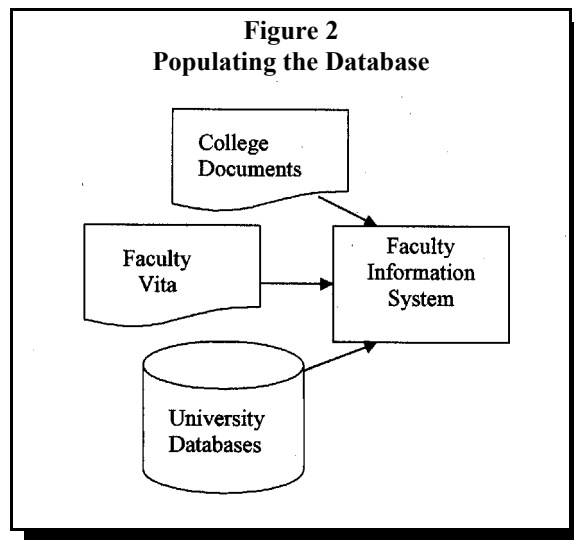 Figure 2
Populating the Database
College
Documents
Faculty
Vita
Faculty
Information
System
University
Databases